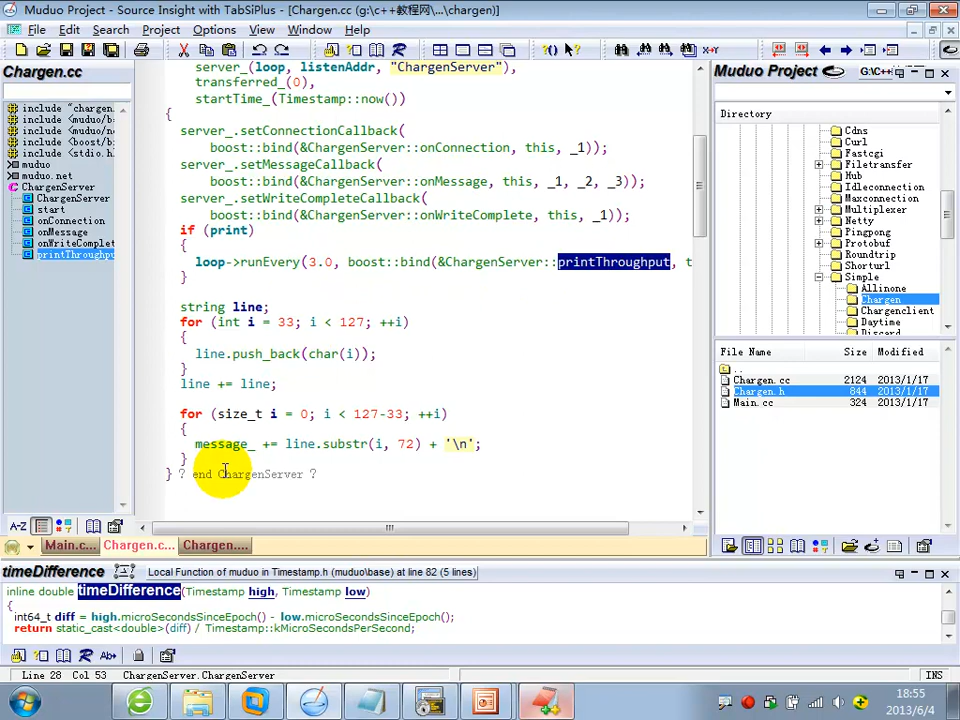 Muduo Project - Source Insight with TabSiPlus - [Chargen.cc (g:\c++教程网\...\chargen)]
File Edit Search Project Options View Window Help
Chargen.cc
include "chargen.
include <muduo/b
include <muduo/n
include <boost/b
include <stdio.h
muduo
muduo.net
ChargenServer
ChargenServer
start
onConnection
onMessage
onWriteComplet
printThroughpu
A-Z
server_(loop, listenAddr, "ChargenServer"),
transferred_(0),
startTime_(Timestamp::now())
{
server_.setConnectionCallback(
boost::bind(&ChargenServer::onConnection, this, _1));
server_.setMessageCallback(
boost::bind(&ChargenServer::onMessage, this, _1, _2, _3));
server_.setWriteCompleteCallback(
boost::bind(&ChargenServer::onWriteComplete, this, _1));
if (print)
{
loop->runEvery(3.0, boost::bind(&ChargenServer::printThroughput, t
}
string line;
for (int i = 33; i < 127; ++i)
{
line.push_back(char(i));
}
line += line;
for (size_t i = 0; i < 127-33; ++i)
{
message_ += line.substr(i, 72) + '\n';
}
} ? end ChargenServer ?
Main.c... Chargen.c... Chargen....
Muduo Project
G:\C+
Directory
Cdns
Curl
Fastcgi
Filetransfer
Hub
Idleconnection
Maxconnection
Multiplexer
Netty
Pingpong
Protobuf
Roundtrip
Shorturl
Simple
Allinone
Chargen
Chargenclient
Daytime
Discard
File Name Size Modified
..
Chargen.cc 2124 2013/1/17
Chargen.h 844 2013/1/17
Main.cc 324 2013/1/17
timeDifference Local Function of muduo in Timestamp.h (muduo\base) at line 82 (5 lines)
inline double timeDifference(Timestamp high, Timestamp low)
{
int64_t diff = high.microSecondsSinceEpoch() - low.microSecondsSinceEpoch();
return static_cast<double>(diff) / Timestamp::kMicroSecondsPerSecond;
Line 28 Col 53 ChargenServer.ChargenServer INS
18:55
2013/6/4